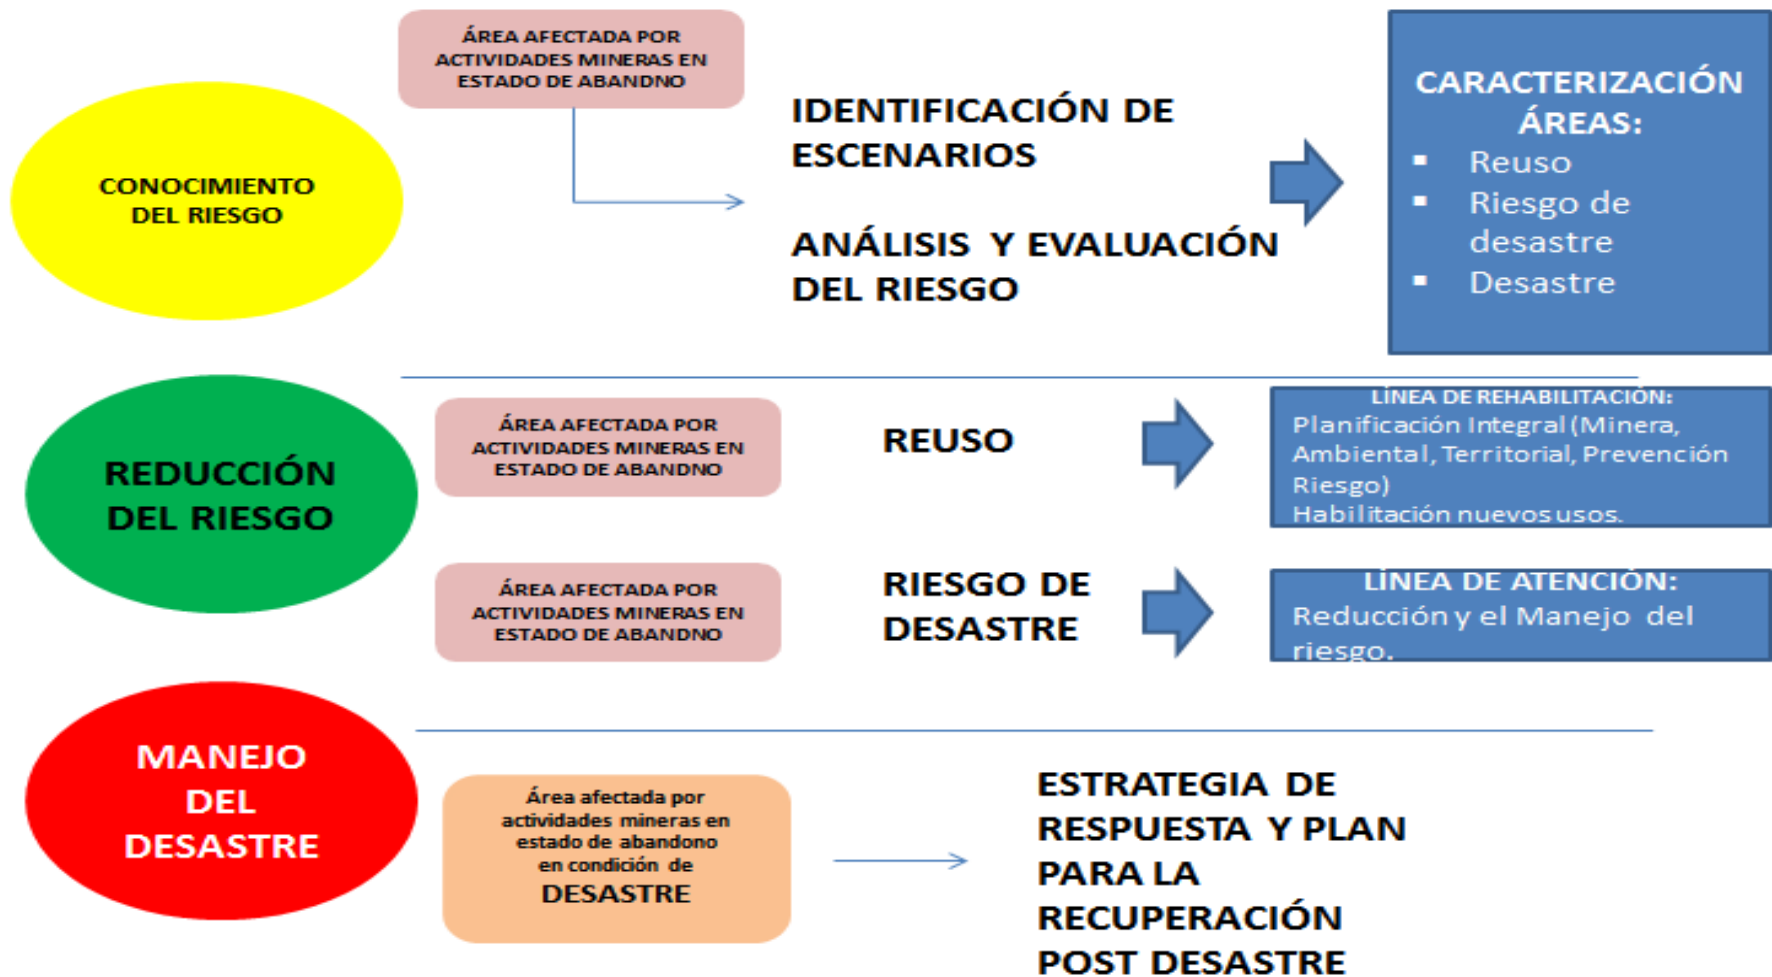 ÁREA AFECTADA POR
ACTIVIDADES MINERAS EN
ESTADO DE ABANDNO
CONOCIMIENTO
DEL RIESGO
IDENTIFICACIÓN DE
ESCENARIOS
ANÁLISIS Y EVALUACIÓN
DEL RIESGO
CARACTERIZACIÓN
ÁREAS:
▪ Reuso
▪ Riesgo de
desastre
▪ Desastre
REDUCCIÓN
DEL RIESGO
ÁREA AFECTADA POR
ACTIVIDADES MINERAS EN
ESTADO DE ABANDNO
REUSO
LÍNEA DE REHABILITACIÓN:
Planificación Integral (Minera,
Ambiental, Territorial, Prevención
Riesgo)
Habilitación nuevos usos.
ÁREA AFECTADA POR
ACTIVIDADES MINERAS EN
ESTADO DE ABANDNO
RIESGO DE
DESASTRE
LÍNEA DE ATENCIÓN:
Reducción y el Manejo del
riesgo.
MANEJO
DEL
DESASTRE
Área afectada por
actividades mineras en
estado de abandono
en condición de
DESASTRE
ESTRATEGIA DE
RESPUESTA Y PLAN
PARA LA
RECUPERACIÓN
POST DESASTRE